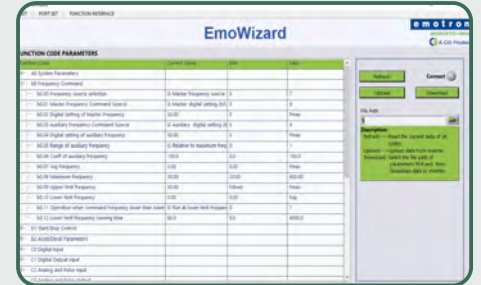 PORT SET FUNCTION INTERFACE
EmoWizard
emotron
A CG Product
FUNCTION CODE PARAMETERS
Function Code Current Value Min Max
A0 System Parameters
b0 Frequency Command
b0.00 Frequency source selection 0: Master frequency source 0 7
b0.01 Master Frequency Command Source 0: Master digital setting 0 8
b0.02 Digital Setting of Master Frequency 50.00 0 Fmax
b0.03 Auxiliary Frequency Command Source 0: Auxiliary digital setting 0
b0.04 Digital setting of auxiliary frequency 50.00 0 Fmax
b0.05 Range of auxiliary frequency 0: Relative to maximum freq 0 1
b0.06 Coeff of auxiliary frequency 100.0 0.0 100.0
b0.07 Jog frequency 0.00 Fmax
b0.08 Maximum frequency 50.00 20.00 600.00
b0.09 Upper limit frequency 50.00 Fdown Fmax
b0.10 Lower limit frequency 0.00 0.00 Fup
b0.11 Operation when command frequency lower than lower 0: Run at lower limit frequen 0 1
b0.12 Lower limit frequency running time 60.0 0.0 6000.0
b1 Start/Stop Control
b2 Accel/Decel Parameters
C0 Digital Input
C1 Digital Output
C2 Analog and Pulse Input
Refresh Connect
Upload Download
File Path:
Description:
Refresh----Read the current data of all codes.
Upload----Upload data from inverter.
Download--Select the file path of parameters first and then download data to inverter.